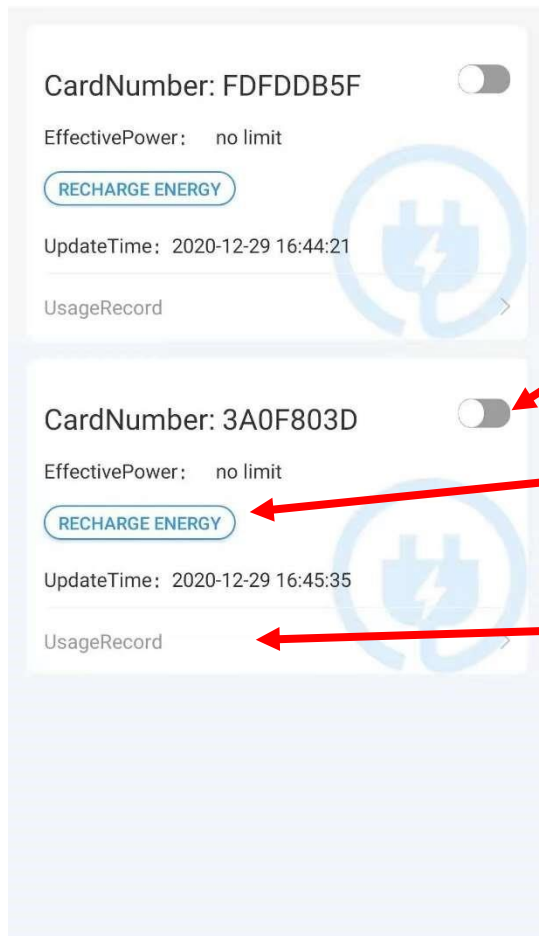 CardNumber: FDFDDB5F
EffectivePower： no limit
RECHARGE ENERGY
UpdateTime：2020-12-29 16:44:21
UsageRecord
CardNumber: 3A0F803D
EffectivePower： no limit
RECHARGE ENERGY
UpdateTime：2020-12-29 16:45:35
UsageRecord